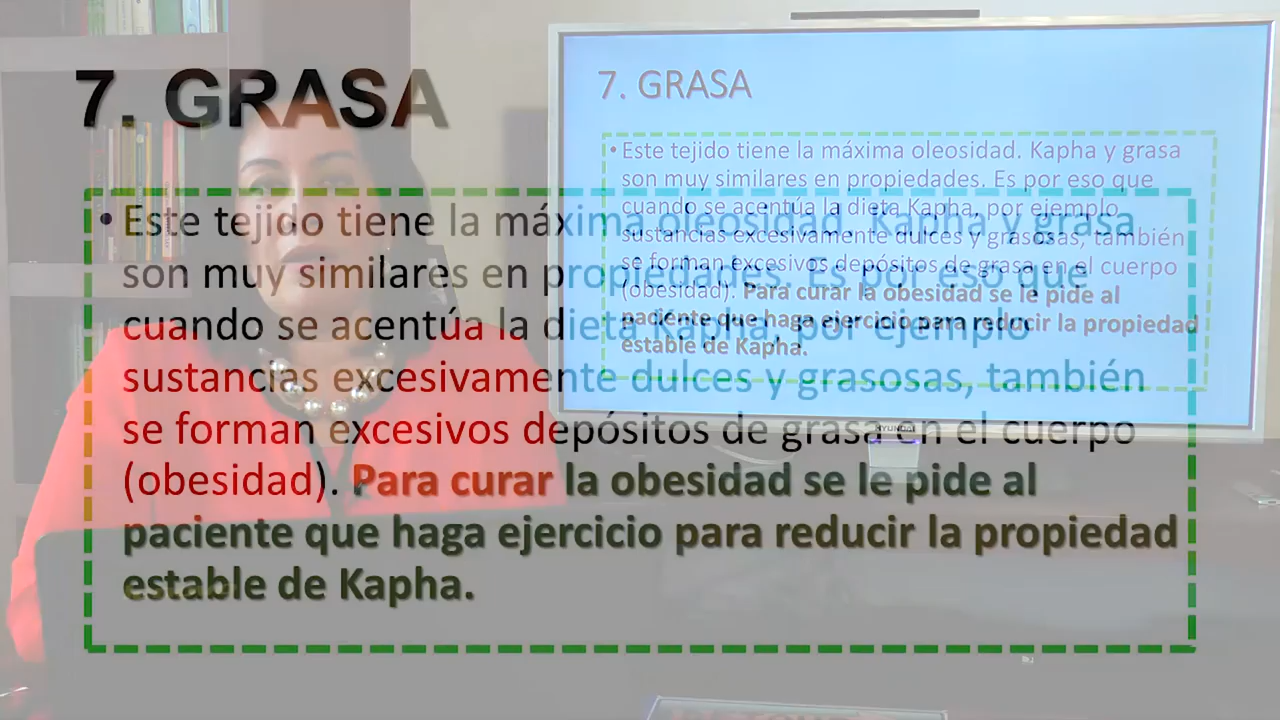 7. GRASA
• Este tejido tiene la máxima oleosidad. Kapha y grasa
son muy similares en propiedades. Es por eso que
cuando se acentúa la dieta Kapha, por ejemplo
sustancias excesivamente dulces y grasosas, también
se forman excesivos depósitos de grasa en el cuerpo
(obesidad). Para curar la obesidad se le pide al
paciente que haga ejercicio para reducir la propiedad
estable de Kapha.
7. GRASA
• Este tejido tiene la máxima oleosidad. Kapha y grasa
son muy similares en propiedades. Es por eso que
cuando se acentúa la dieta Kapha, por ejemplo
sustancias excesivamente dulces y grasosas, también
se forman excesivos depósitos de grasa en el cuerpo
(obesidad). Para curar la obesidad se le pide al
paciente que haga ejercicio para reducir la propiedad
estable de Kapha.
HYUNDAI